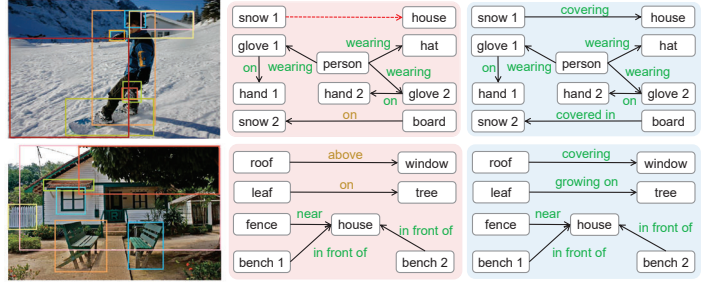 snow 1 house
glove 1 wearing hat
on wearing person wearing
hand 1 hand 2 on glove 2
snow 2 on board
snow 1 covering house
glove 1 wearing hat
on wearing person wearing
hand 1 hand 2 on glove 2
snow 2 covered in board
roof above window
leaf on tree
fence near house in front of
bench 1 in front of bench 2
roof covering window
leaf growing on tree
fence near house in front of
bench 1 in front of bench 2